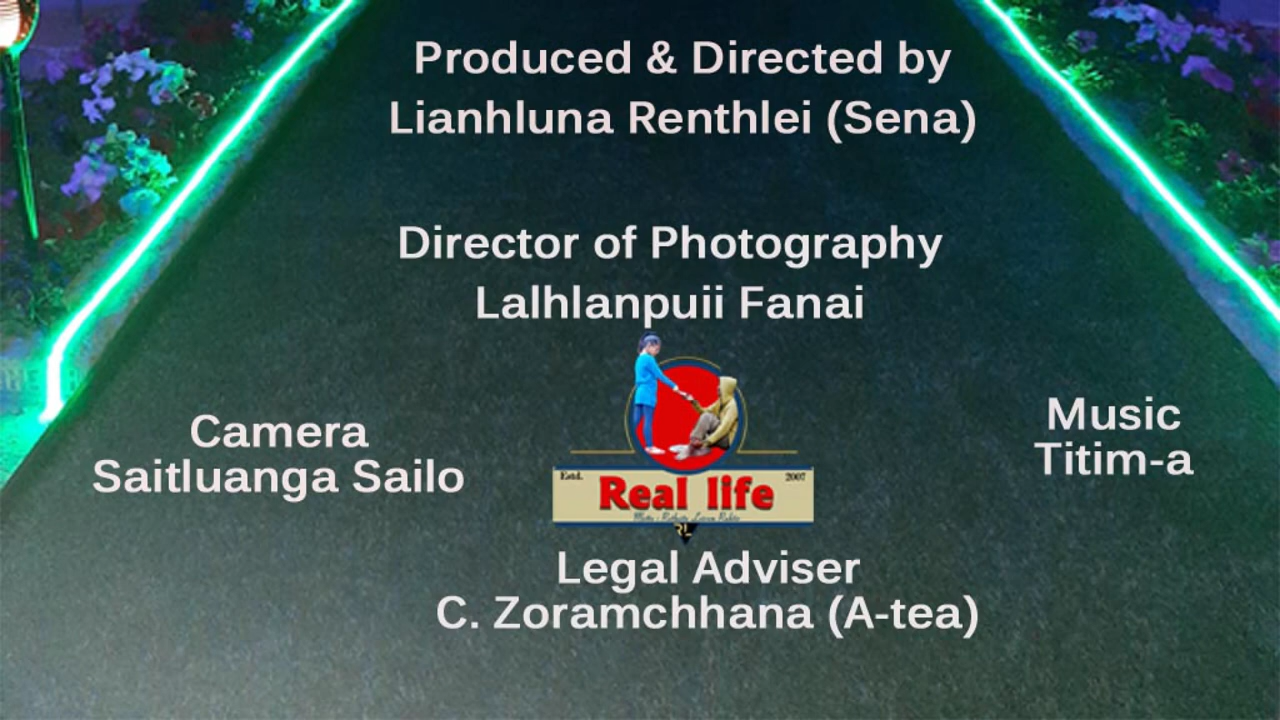 Produced & Directed by
Lianhluna Renthlei (Sena)
Director of Photography
Lalhlanpuii Fanai
Camera
Saitluanga Sailo
Music
Titim-a
Estd.
2007
Real life
RL
Legal Adviser
C. Zoramchhana (A-tea)